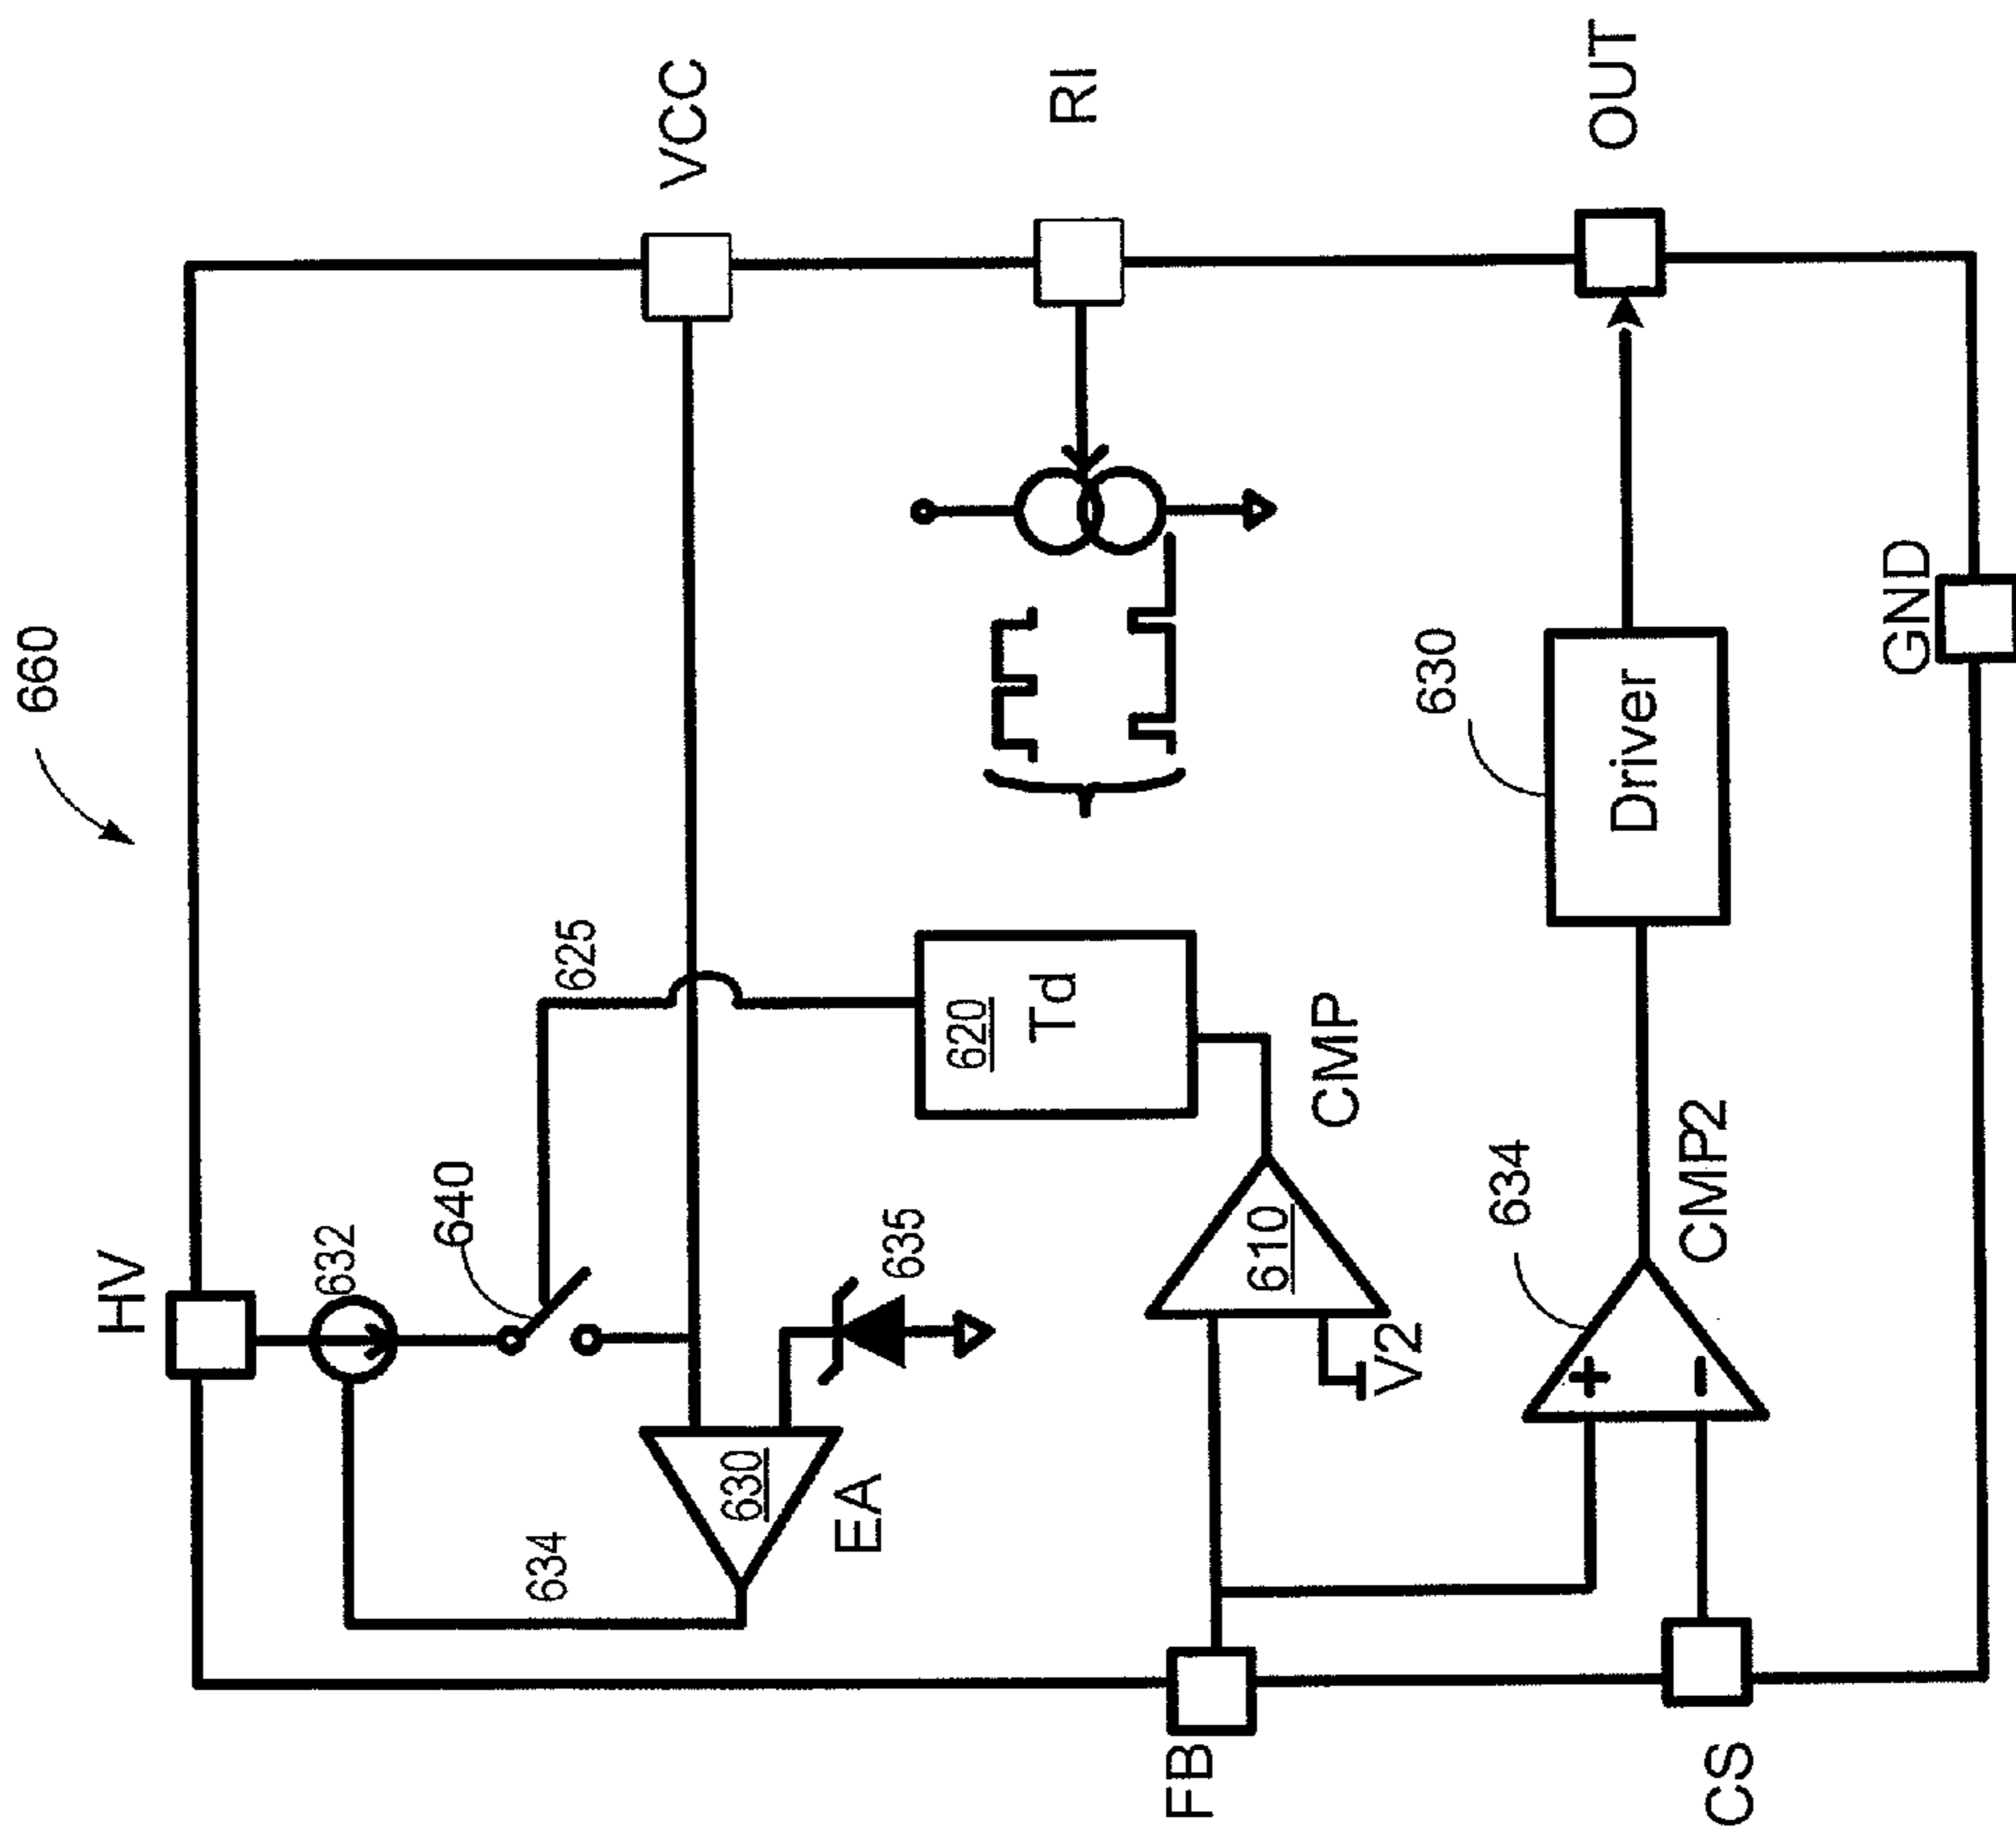 660
HV
632
640
625
VCC
634
630
EA
635
620
Td
RI
610
CMP
V2
FB
634
+
−
CMP2
630
Driver
OUT
CS
GND